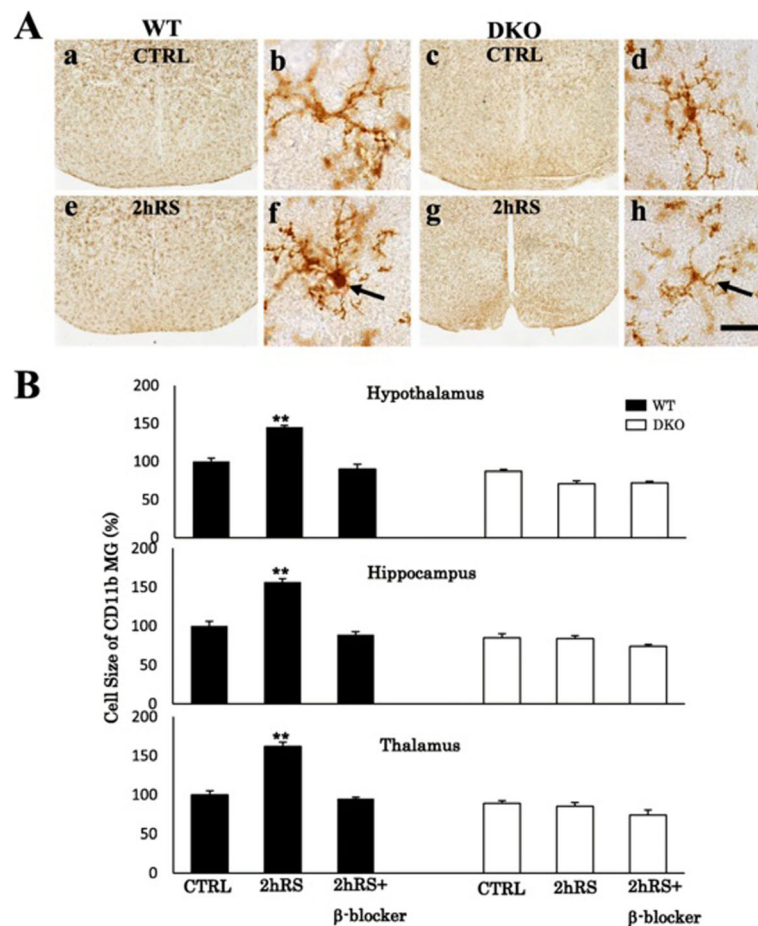 A
WT
DKO
a
CTRL
b
c
CTRL
d
e
2hRS
f
g
2hRS
h
B
Cell Size of CD11b MG (%)
200
150
100
50
0
Hypothalamus
**
WT
DKO
200
150
100
50
0
Hippocampus
**
200
150
100
50
0
Thalamus
**
CTRL
2hRS
2hRS+
β-blocker
CTRL
2hRS
2hRS+
β-blocker